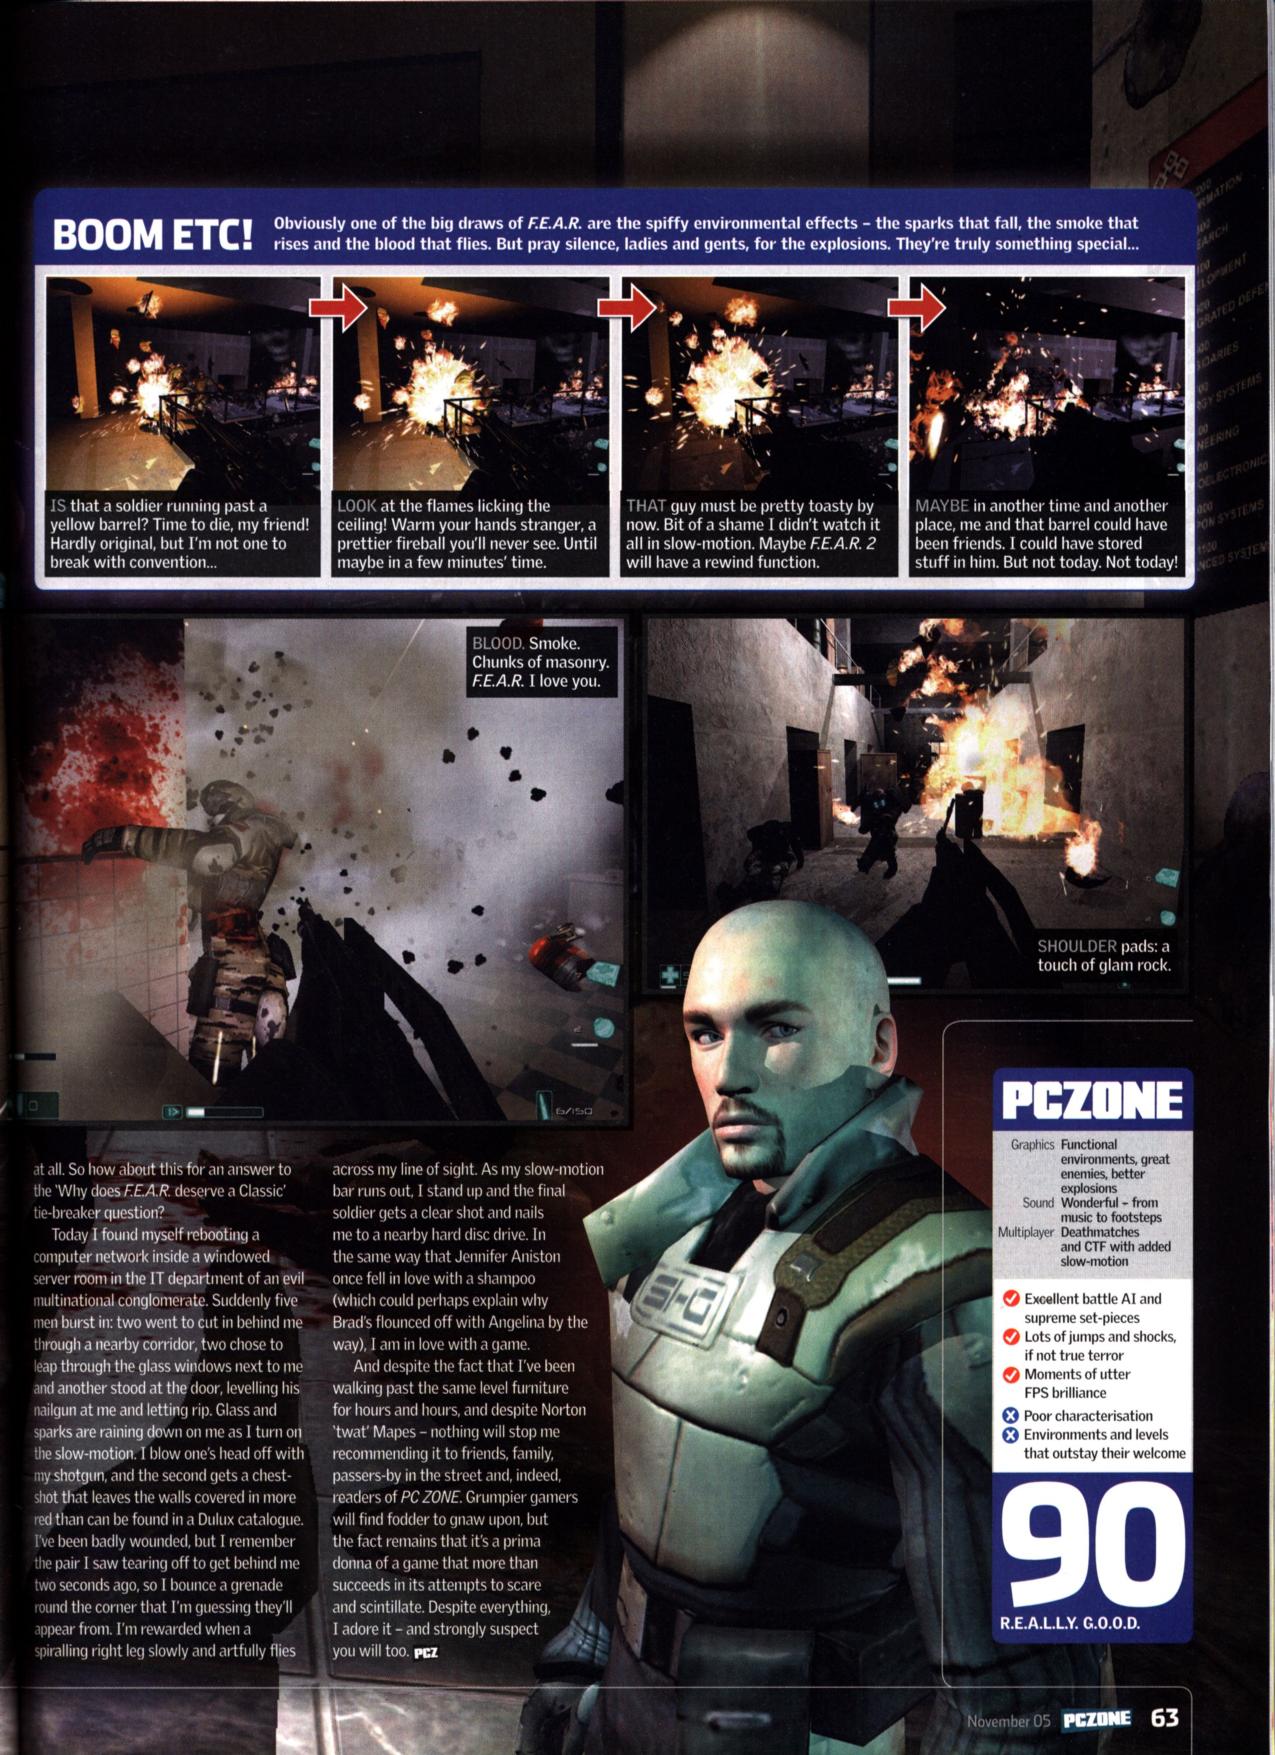 BOOM ETC!
Obviously one of the big draws of F.E.A.R. are the spiffy environmental effects – the sparks that fall, the smoke that
rises and the blood that flies. But pray silence, ladies and gents, for the explosions. They're truly something special...
IS that a soldier running past a
yellow barrel? Time to die, my friend!
Hardly original, but I'm not one to
break with convention...
LOOK at the flames licking the
ceiling! Warm your hands stranger, a
prettier fireball you'll never see. Until
maybe in a few minutes' time.
THAT guy must be pretty toasty by
now. Bit of a shame I didn't watch it
all in slow-motion. Maybe F.E.A.R. 2
will have a rewind function.
MAYBE in another time and another
place, me and that barrel could have
been friends. I could have stored
stuff in him. But not today. Not today!
BLOOD. Smoke.
Chunks of masonry.
F.E.A.R. I love you.
6/150
SHOULDER pads: a
touch of glam rock.
at all. So how about this for an answer to
the 'Why does F.E.A.R. deserve a Classic'
tie-breaker question?
Today I found myself rebooting a
computer network inside a windowed
server room in the IT department of an evil
multinational conglomerate. Suddenly five
men burst in: two went to cut in behind me
through a nearby corridor, two chose to
leap through the glass windows next to me
and another stood at the door, levelling his
nailgun at me and letting rip. Glass and
sparks are raining down on me as I turn on
the slow-motion. I blow one's head off with
my shotgun, and the second gets a chest-
shot that leaves the walls covered in more
red than can be found in a Dulux catalogue.
I've been badly wounded, but I remember
the pair I saw tearing off to get behind me
two seconds ago, so I bounce a grenade
round the corner that I'm guessing they'll
appear from. I'm rewarded when a
spiralling right leg slowly and artfully flies
across my line of sight. As my slow-motion
bar runs out, I stand up and the final
soldier gets a clear shot and nails
me to a nearby hard disc drive. In
the same way that Jennifer Aniston
once fell in love with a shampoo
(which could perhaps explain why
Brad's flounced off with Angelina by the
way), I am in love with a game.
And despite the fact that I've been
walking past the same level furniture
for hours and hours, and despite Norton
'twat' Mapes – nothing will stop me
recommending it to friends, family,
passers-by in the street and, indeed,
readers of PC ZONE. Grumpier gamers
will find fodder to gnaw upon, but
the fact remains that it's a prima
donna of a game that more than
succeeds in its attempts to scare
and scintillate. Despite everything,
I adore it – and strongly suspect
you will too. PCZ
PCZONE
Graphics Functional
environments, great
enemies, better
explosions
Sound Wonderful – from
music to footsteps
Multiplayer Deathmatches
and CTF with added
slow-motion
Excellent battle AI and
supreme set-pieces
Lots of jumps and shocks,
if not true terror
Moments of utter
FPS brilliance
Poor characterisation
Environments and levels
that outstay their welcome
90
R.E.A.L.L.Y. G.O.O.D.
November 05 PCZONE 63